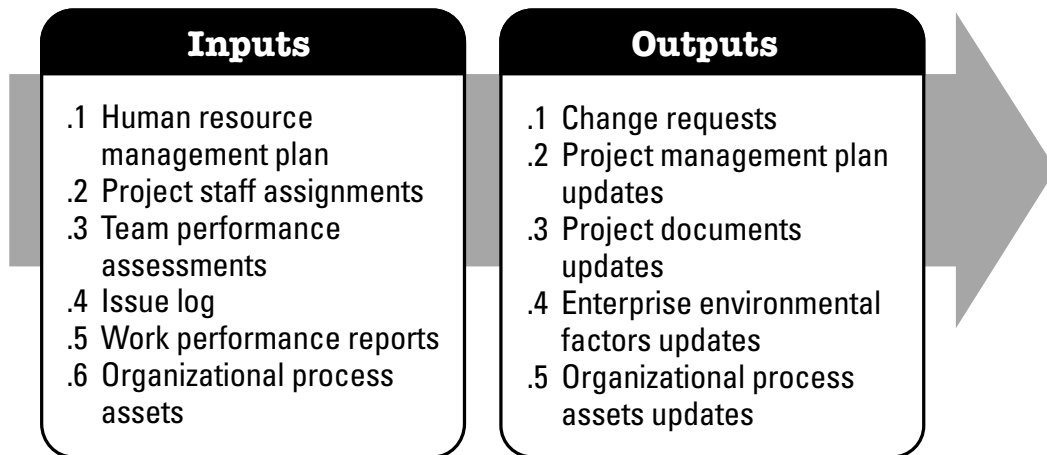 Inputs
.1 Human resource
management plan
.2 Project staff assignments
.3 Team performance
assessments
.4 Issue log
.5 Work performance reports
.6 Organizational process
assets
Outputs
.1 Change requests
.2 Project management plan
updates
.3 Project documents
updates
.4 Enterprise environmental
factors updates
.5 Organizational process
assets updates